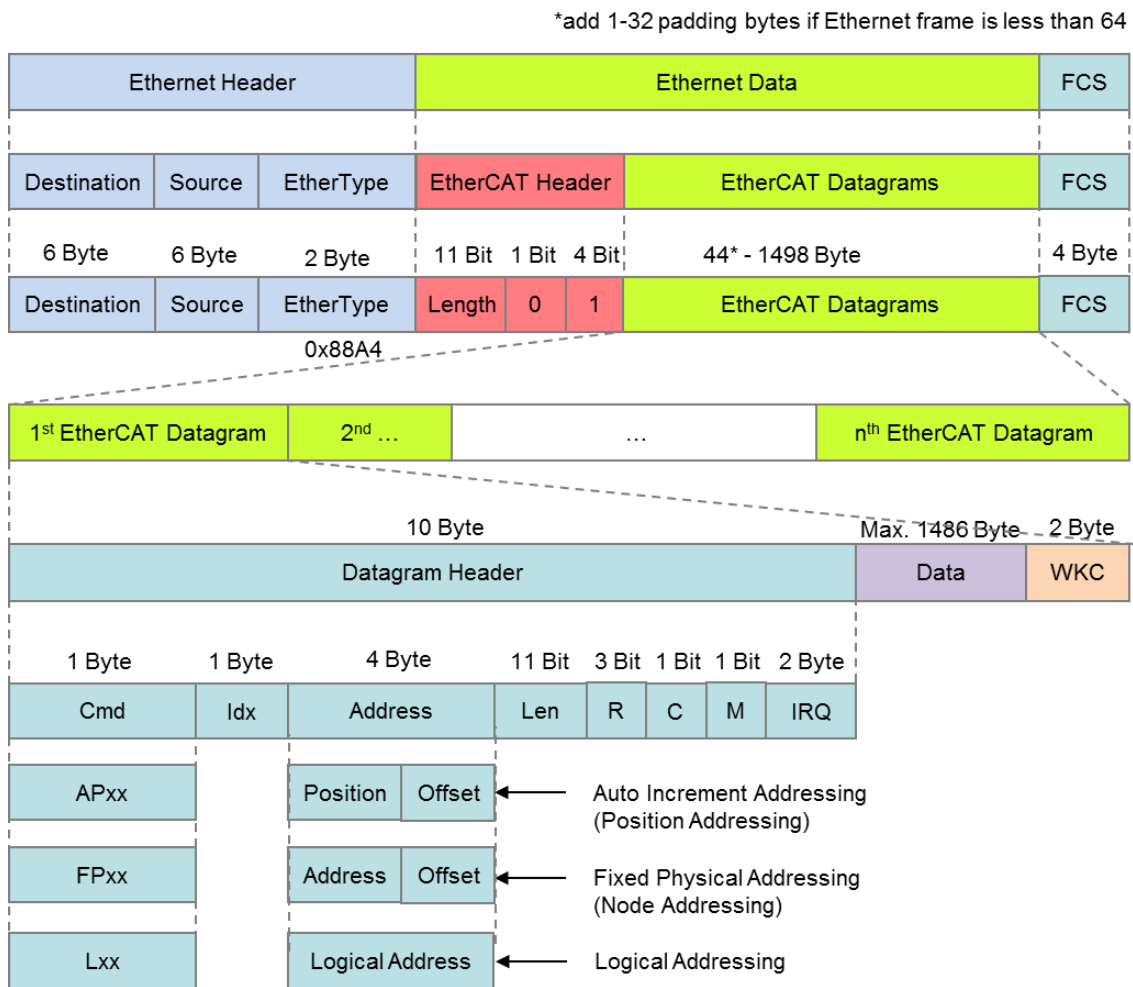 *add 1-32 padding bytes if Ethernet frame is less than 64
Ethernet Header Ethernet Data FCS
Destination Source EtherType EtherCAT Header EtherCAT Datagrams FCS
6 Byte 6 Byte 2 Byte 11 Bit 1 Bit 4 Bit 44* - 1498 Byte 4 Byte
Destination Source EtherType Length 0 1 EtherCAT Datagrams FCS
0x88A4
1st EtherCAT Datagram 2nd ... ... nth EtherCAT Datagram
10 Byte Max. 1486 Byte 2 Byte
Datagram Header Data WKC
1 Byte 1 Byte 4 Byte 11 Bit 3 Bit 1 Bit 1 Bit 2 Byte
Cmd Idx Address Len R C M IRQ
APxx Position Offset Auto Increment Addressing
(Position Addressing)
FPxx Address Offset Fixed Physical Addressing
(Node Addressing)
Lxx Logical Address Logical Addressing